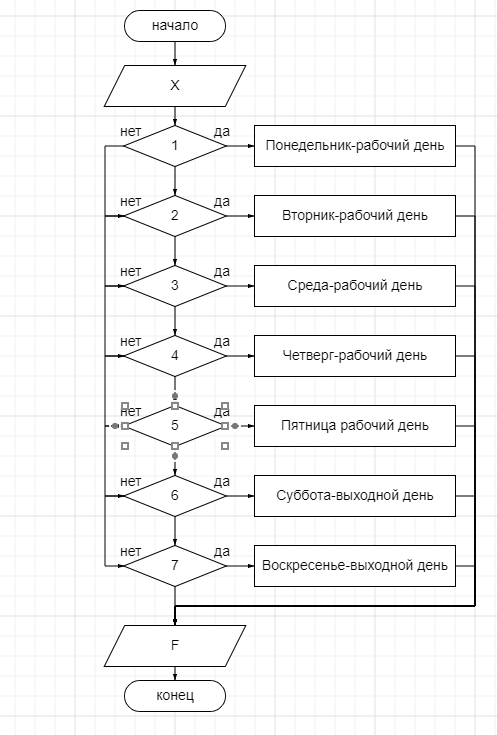 начало
X
нет
да
1
Понедельник-рабочий день
нет
да
2
Вторник-рабочий день
нет
да
3
Среда-рабочий день
нет
да
4
Четверг-рабочий день
нет
да
5
Пятница рабочий день
нет
да
6
Суббота-выходной день
нет
да
7
Воскресенье-выходной день
F
конец